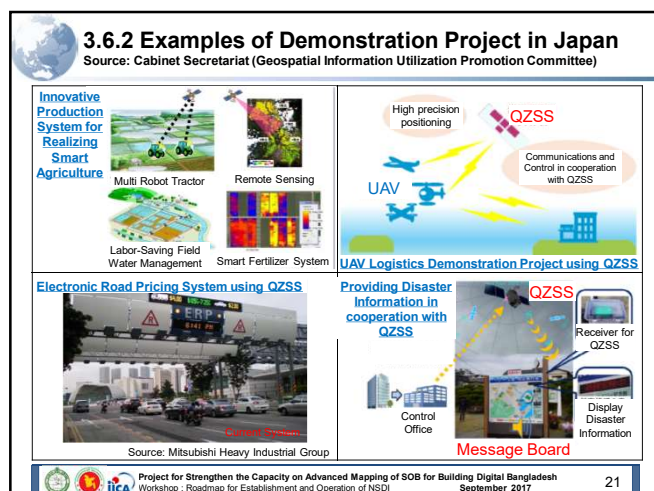 3.6.2 Examples of Demonstration Project in Japan
Source: Cabinet Secretariat (Geospatial Information Utilization Promotion Committee)
Innovative
Production
System for
Realizing
Smart
Agriculture
Multi Robot Tractor
Remote Sensing
Labor-Saving Field
Water Management
Smart Fertilizer System
High precision
positioning
QZSS
Communications and
Control in cooperation
with QZSS
UAV
UAV Logistics Demonstration Project using QZSS
Electronic Road Pricing System using QZSS
ERP
Current System
Source: Mitsubishi Heavy Industrial Group
Providing Disaster
Information in
cooperation with
QZSS
QZSS
Receiver for
QZSS
Control
Office
Display
Disaster
Information
Message Board
JICA
Project for Strengthen the Capacity on Advanced Mapping of SOB for Building Digital Bangladesh
Workshop : Roadmap for Establishment and Operation of NSDI
September 2017
21